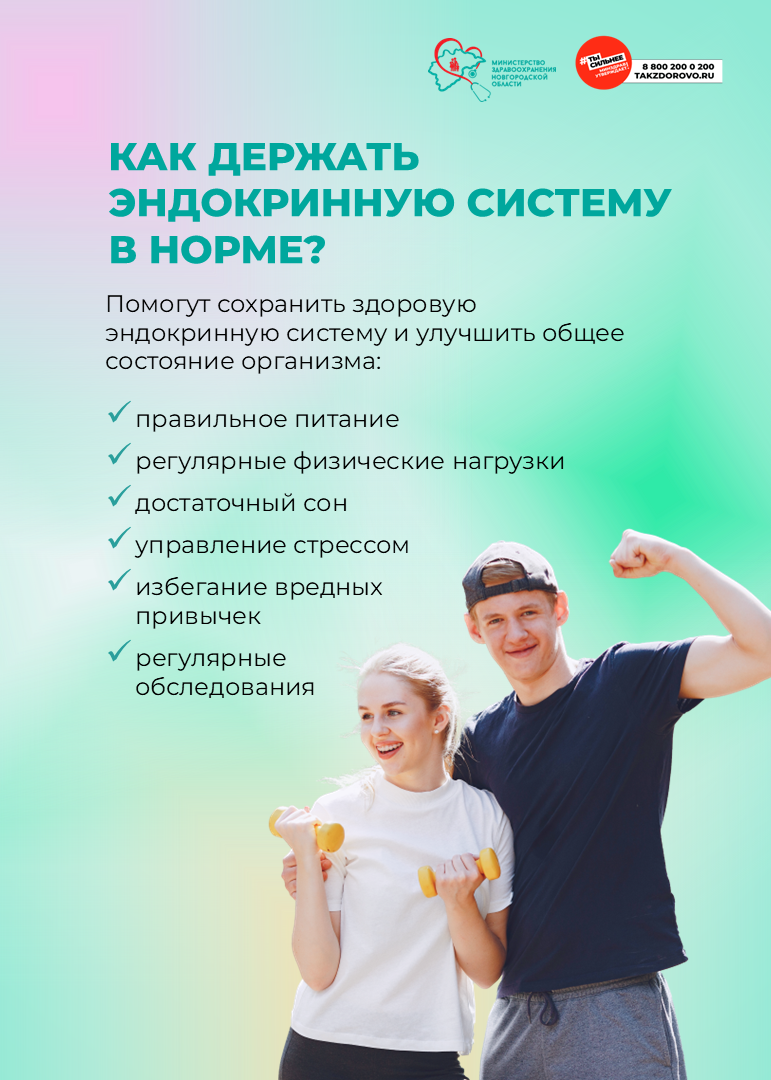 МИНИСТЕРСТВО
ЗДРАВООХРАНЕНИЯ
НОВГОРОДСКОЙ
ОБЛАСТИ
#ТЫ
СИЛЬНЕЕ
МИНЗДРАВ
УТВЕРЖДАЕТ!
8 800 200 0 200
TAKZDOROVO.RU
КАК ДЕРЖАТЬ
ЭНДОКРИННУЮ СИСТЕМУ
В НОРМЕ?
Помогут сохранить здоровую
эндокринную систему и улучшить общее
состояние организма:
✓ правильное питание
✓ регулярные физические нагрузки
✓ достаточный сон
✓ управление стрессом
✓ избегание вредных
привычек
✓ регулярные
обследования